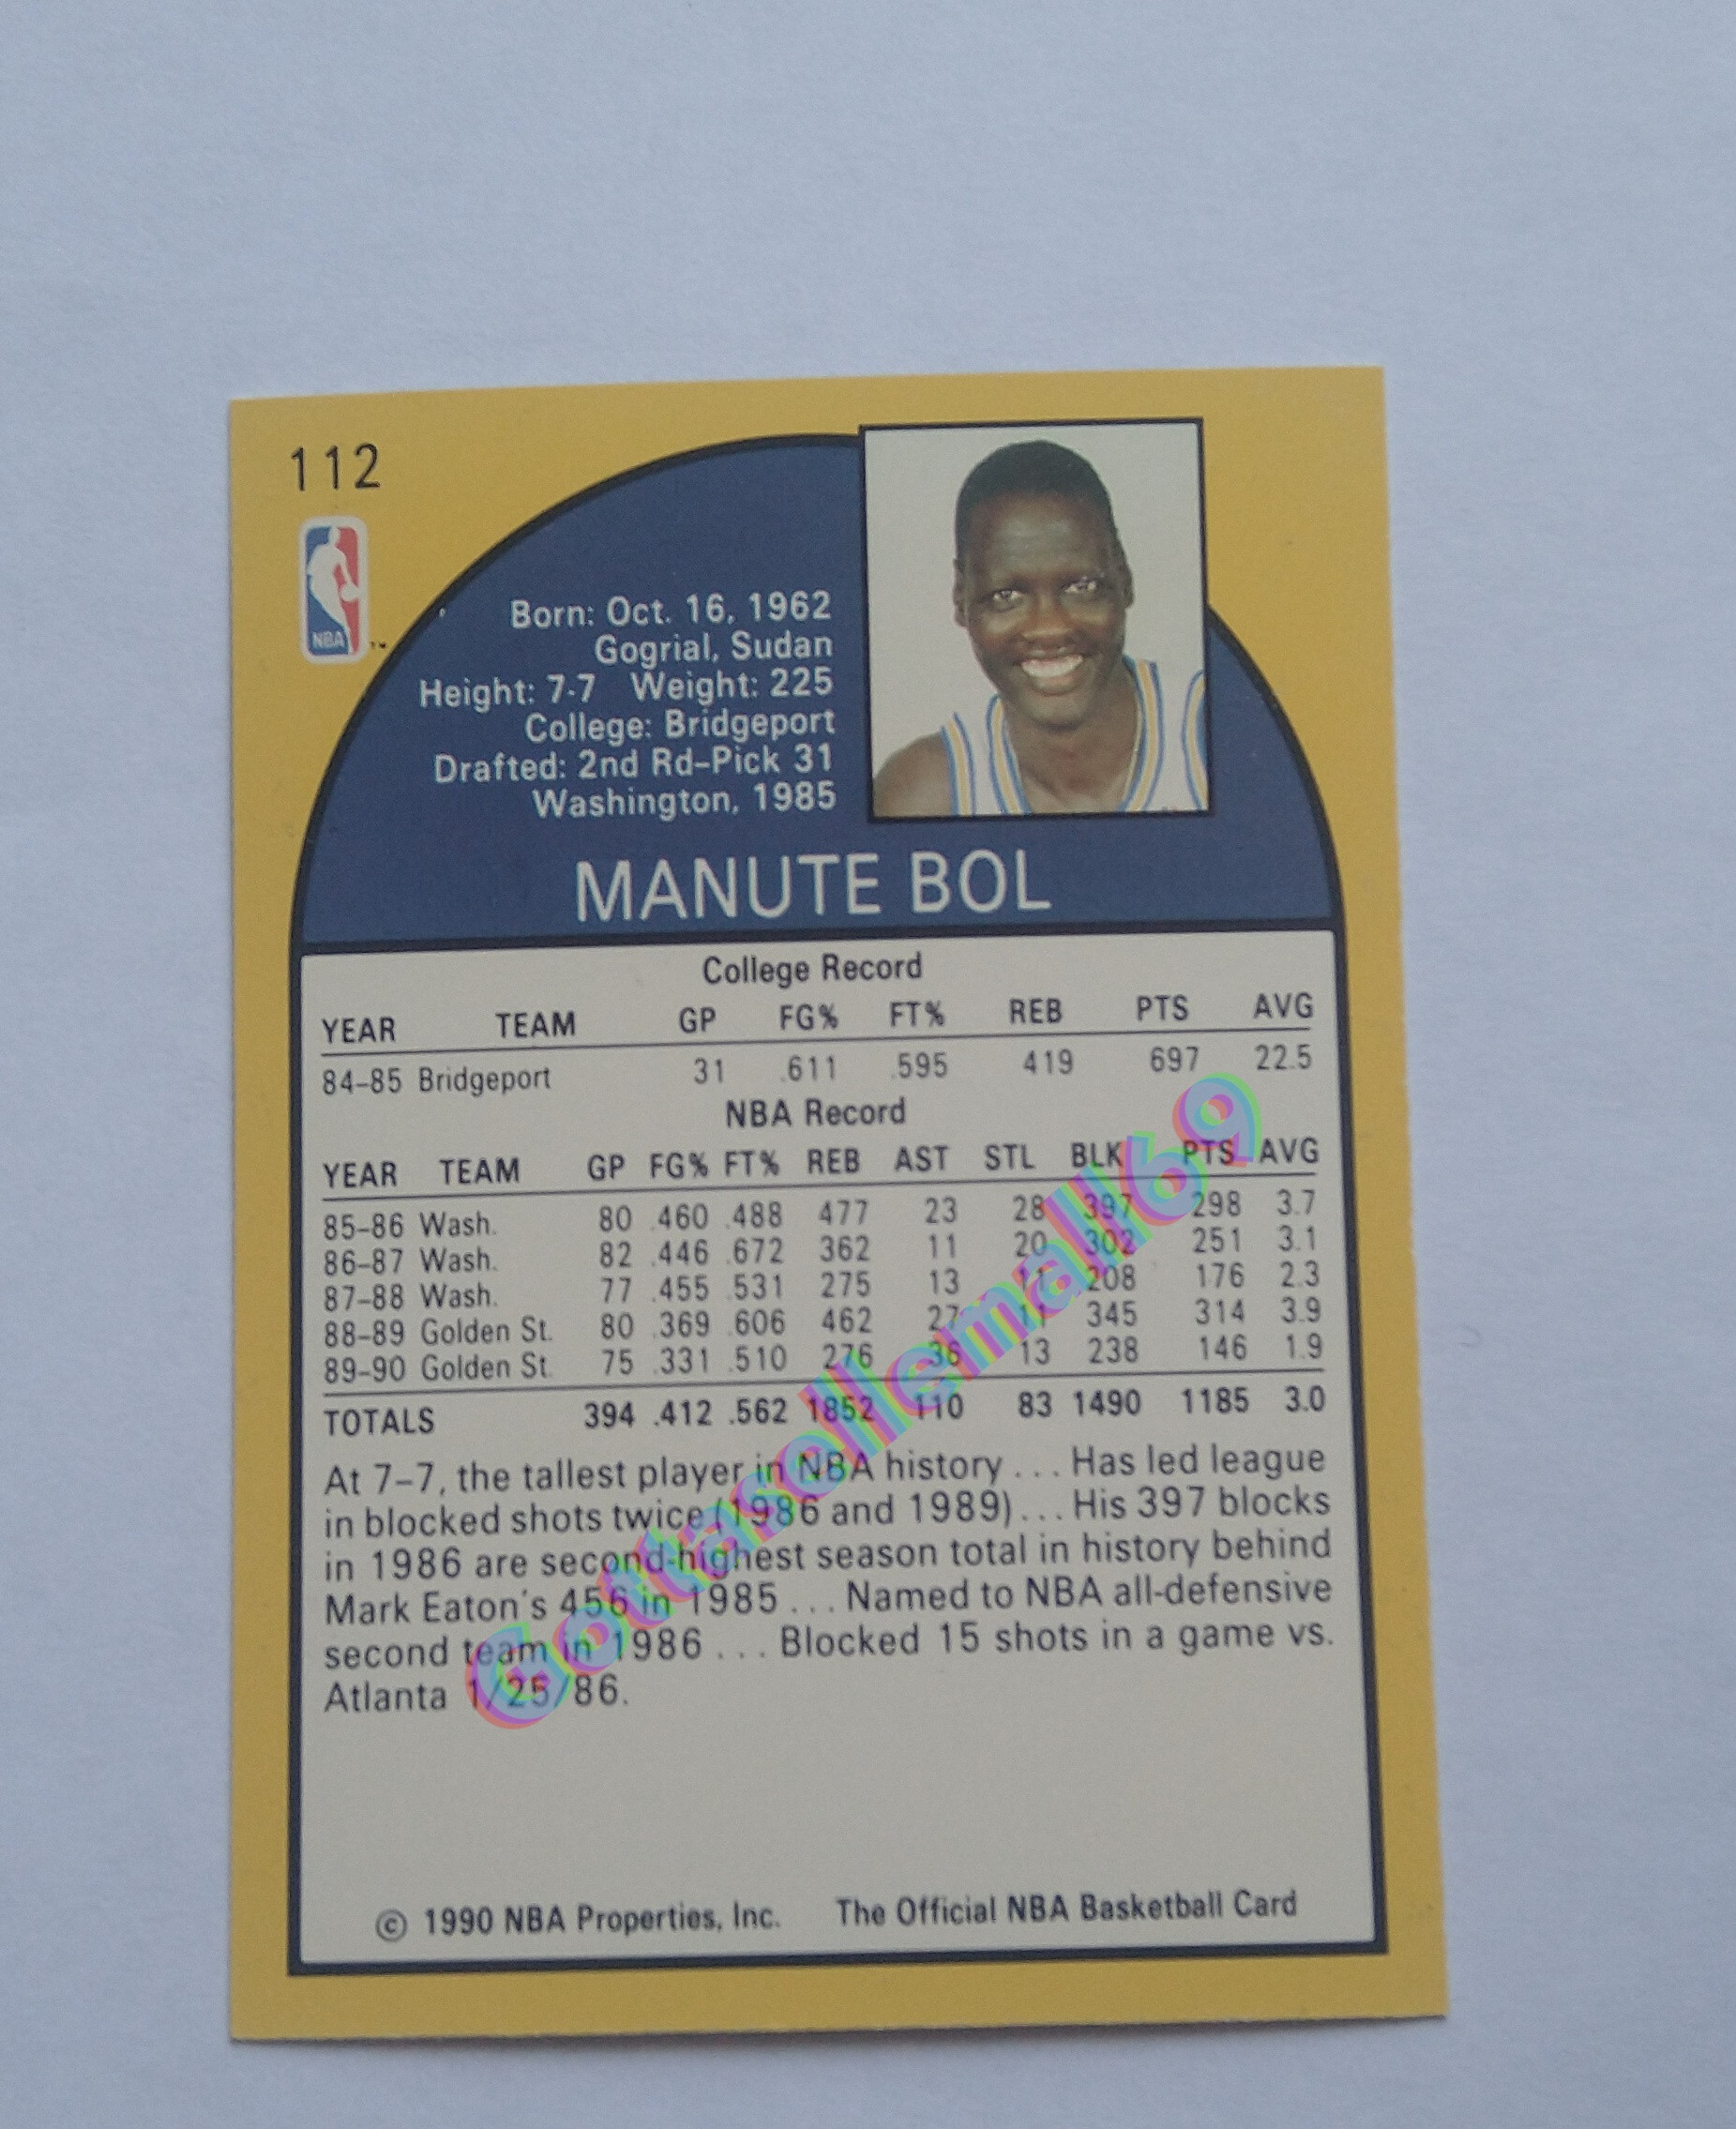 112
NBA
™
Born: Oct. 16, 1962
Gogrial, Sudan
Height: 7-7 Weight: 225
College: Bridgeport
Drafted: 2nd Rd–Pick 31
Washington, 1985
MANUTE BOL
College Record
YEAR TEAM GP FG% FT% REB PTS AVG
84–85 Bridgeport 31 .611 .595 419 697 22.5
NBA Record
YEAR TEAM GP FG% FT% REB AST STL BLK PTS AVG
85–86 Wash. 80 .460 .488 477 23 28 397 298 3.7
86–87 Wash. 82 .446 .672 362 11 20 302 251 3.1
87–88 Wash. 77 .455 .531 275 13 11 208 176 2.3
88–89 Golden St. 80 .369 .606 462 27 11 345 314 3.9
89–90 Golden St. 75 .331 .510 276 36 13 238 146 1.9
TOTALS 394 .412 .562 1852 110 83 1490 1185 3.0
At 7–7, the tallest player in NBA history . . . Has led league
in blocked shots twice (1986 and 1989) . . . His 397 blocks
in 1986 are second-highest season total in history behind
Mark Eaton's 456 in 1985 . . . Named to NBA all-defensive
second team in 1986 . . . Blocked 15 shots in a game vs.
Atlanta 1/25/86.
Gottasellemall69
© 1990 NBA Properties, Inc. The Official NBA Basketball Card